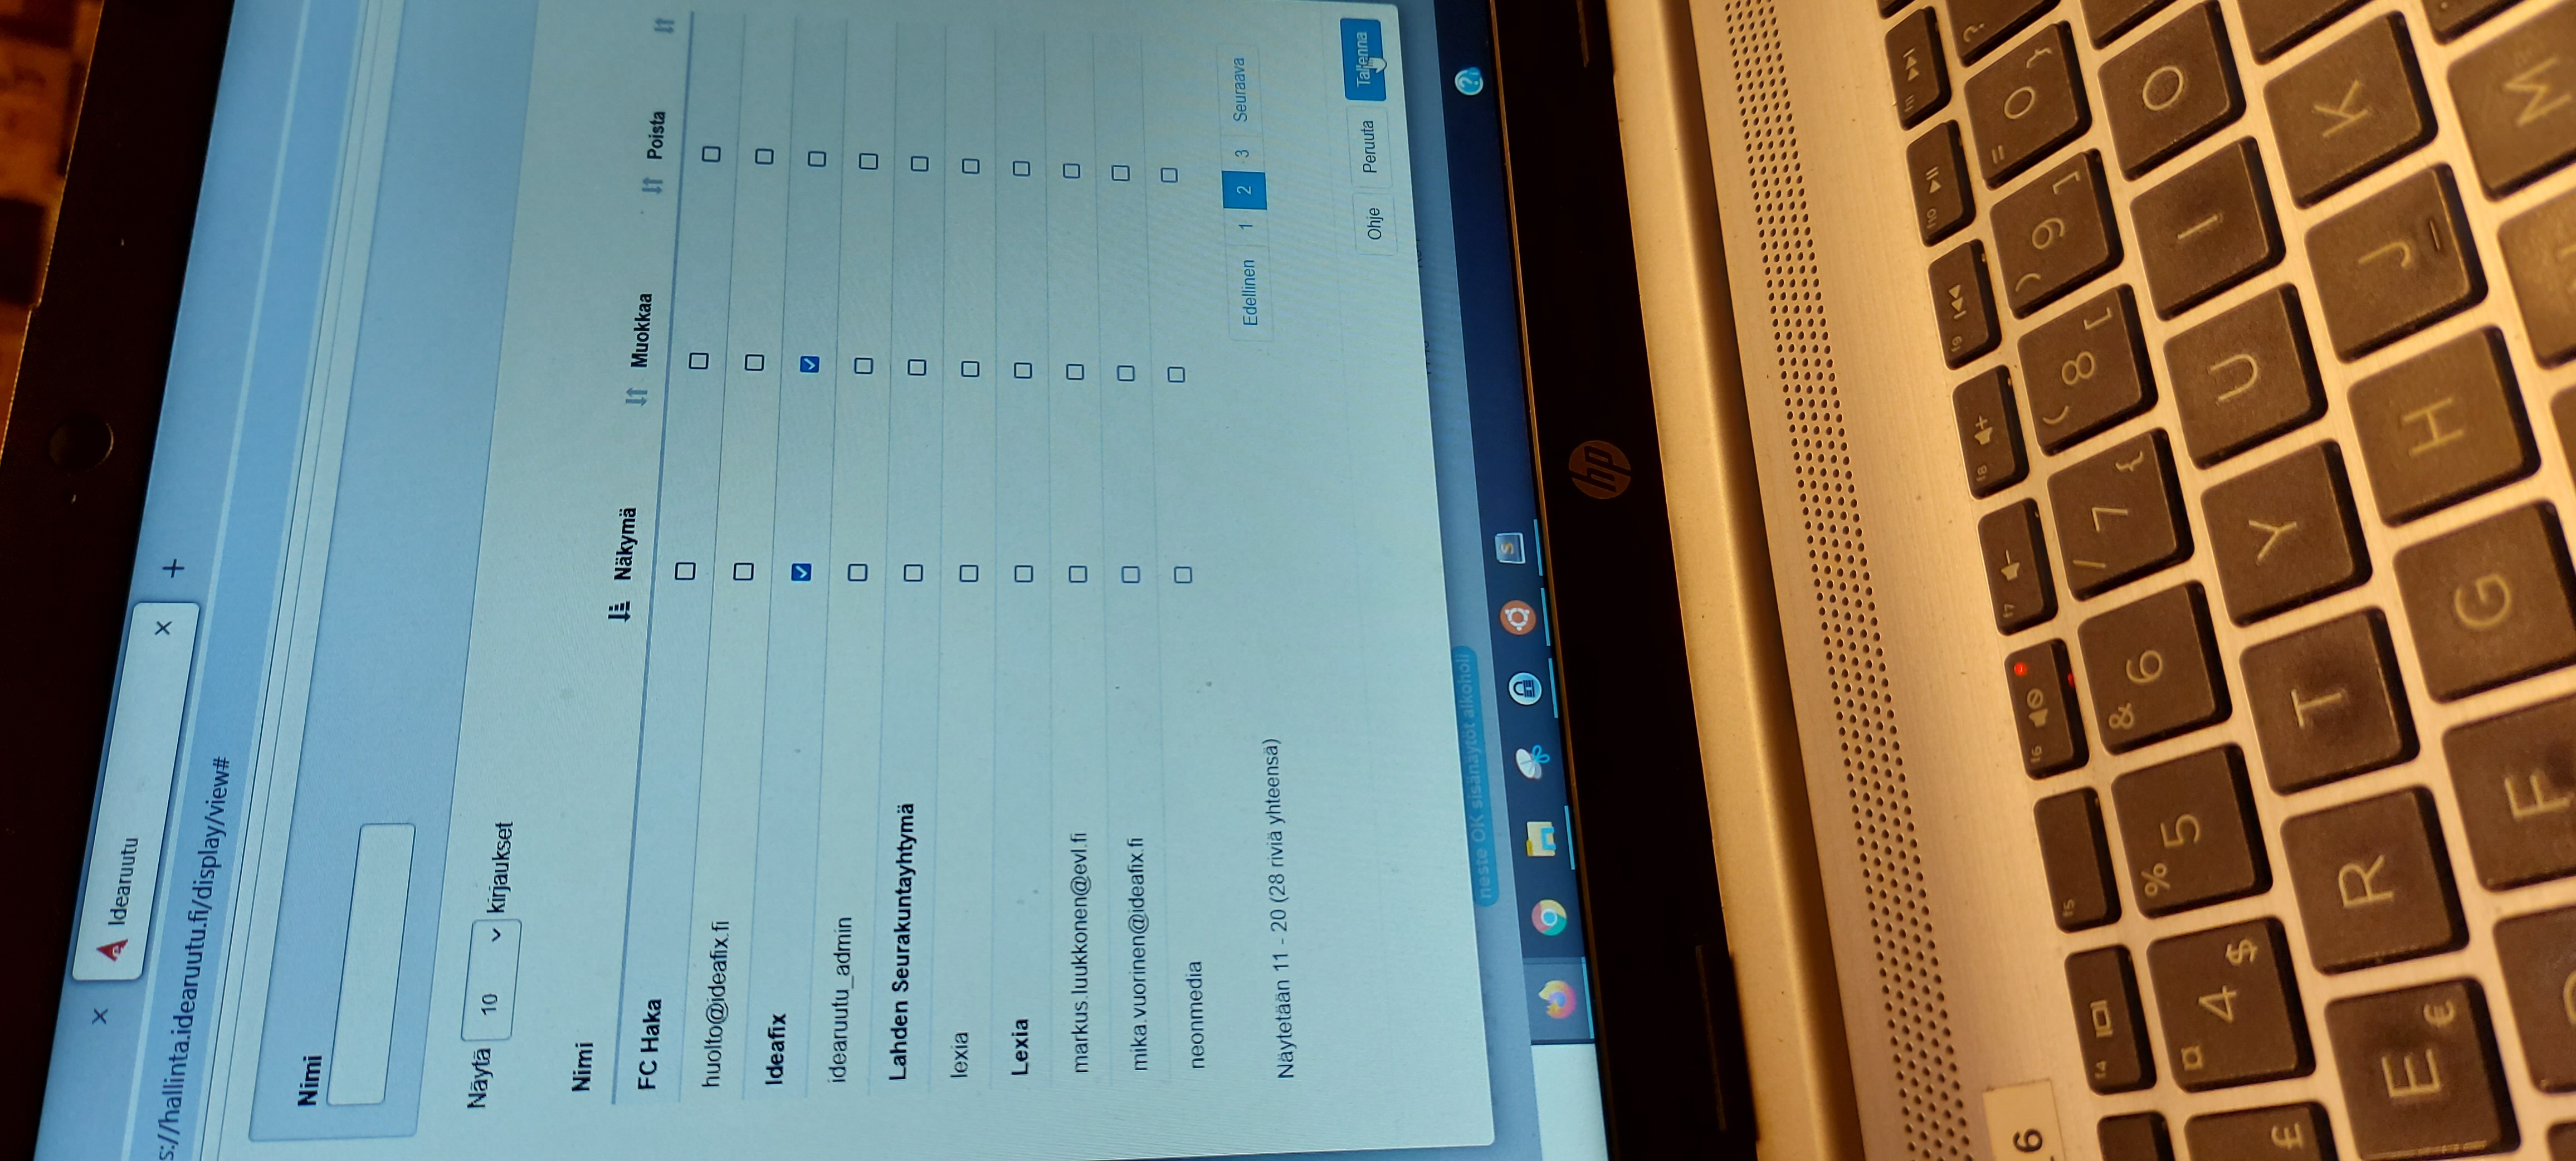 Idearuutu
s://hallinta.idearuutu.fi/display/view#
Nimi
Näytä 10 kirjaukset
Nimi Näkymä Muokkaa Poista
FC Haka
huolto@ideafix.fi
Ideafix
idearuutu_admin
Lahden Seurakuntayhtymä
lexia
Lexia
markus.luukkonen@evl.fi
mika.vuorinen@ideafix.fi
neonmedia
Edellinen 1 2 3 Seuraava
Näytetään 11 - 20 (28 riviä yhteensä)
Ohje Peruuta Tallenna
neste OK sisänäytöt alkoholi
S
?
hp
6
f4 f5 f6 f7 f8 f9 f10 f11
£ ¤ 4 $ % 5 & 6 / 7 { ( 8 [ ) 9 ] = 0 } ?
E € R T Y U I O
F G H J K
M